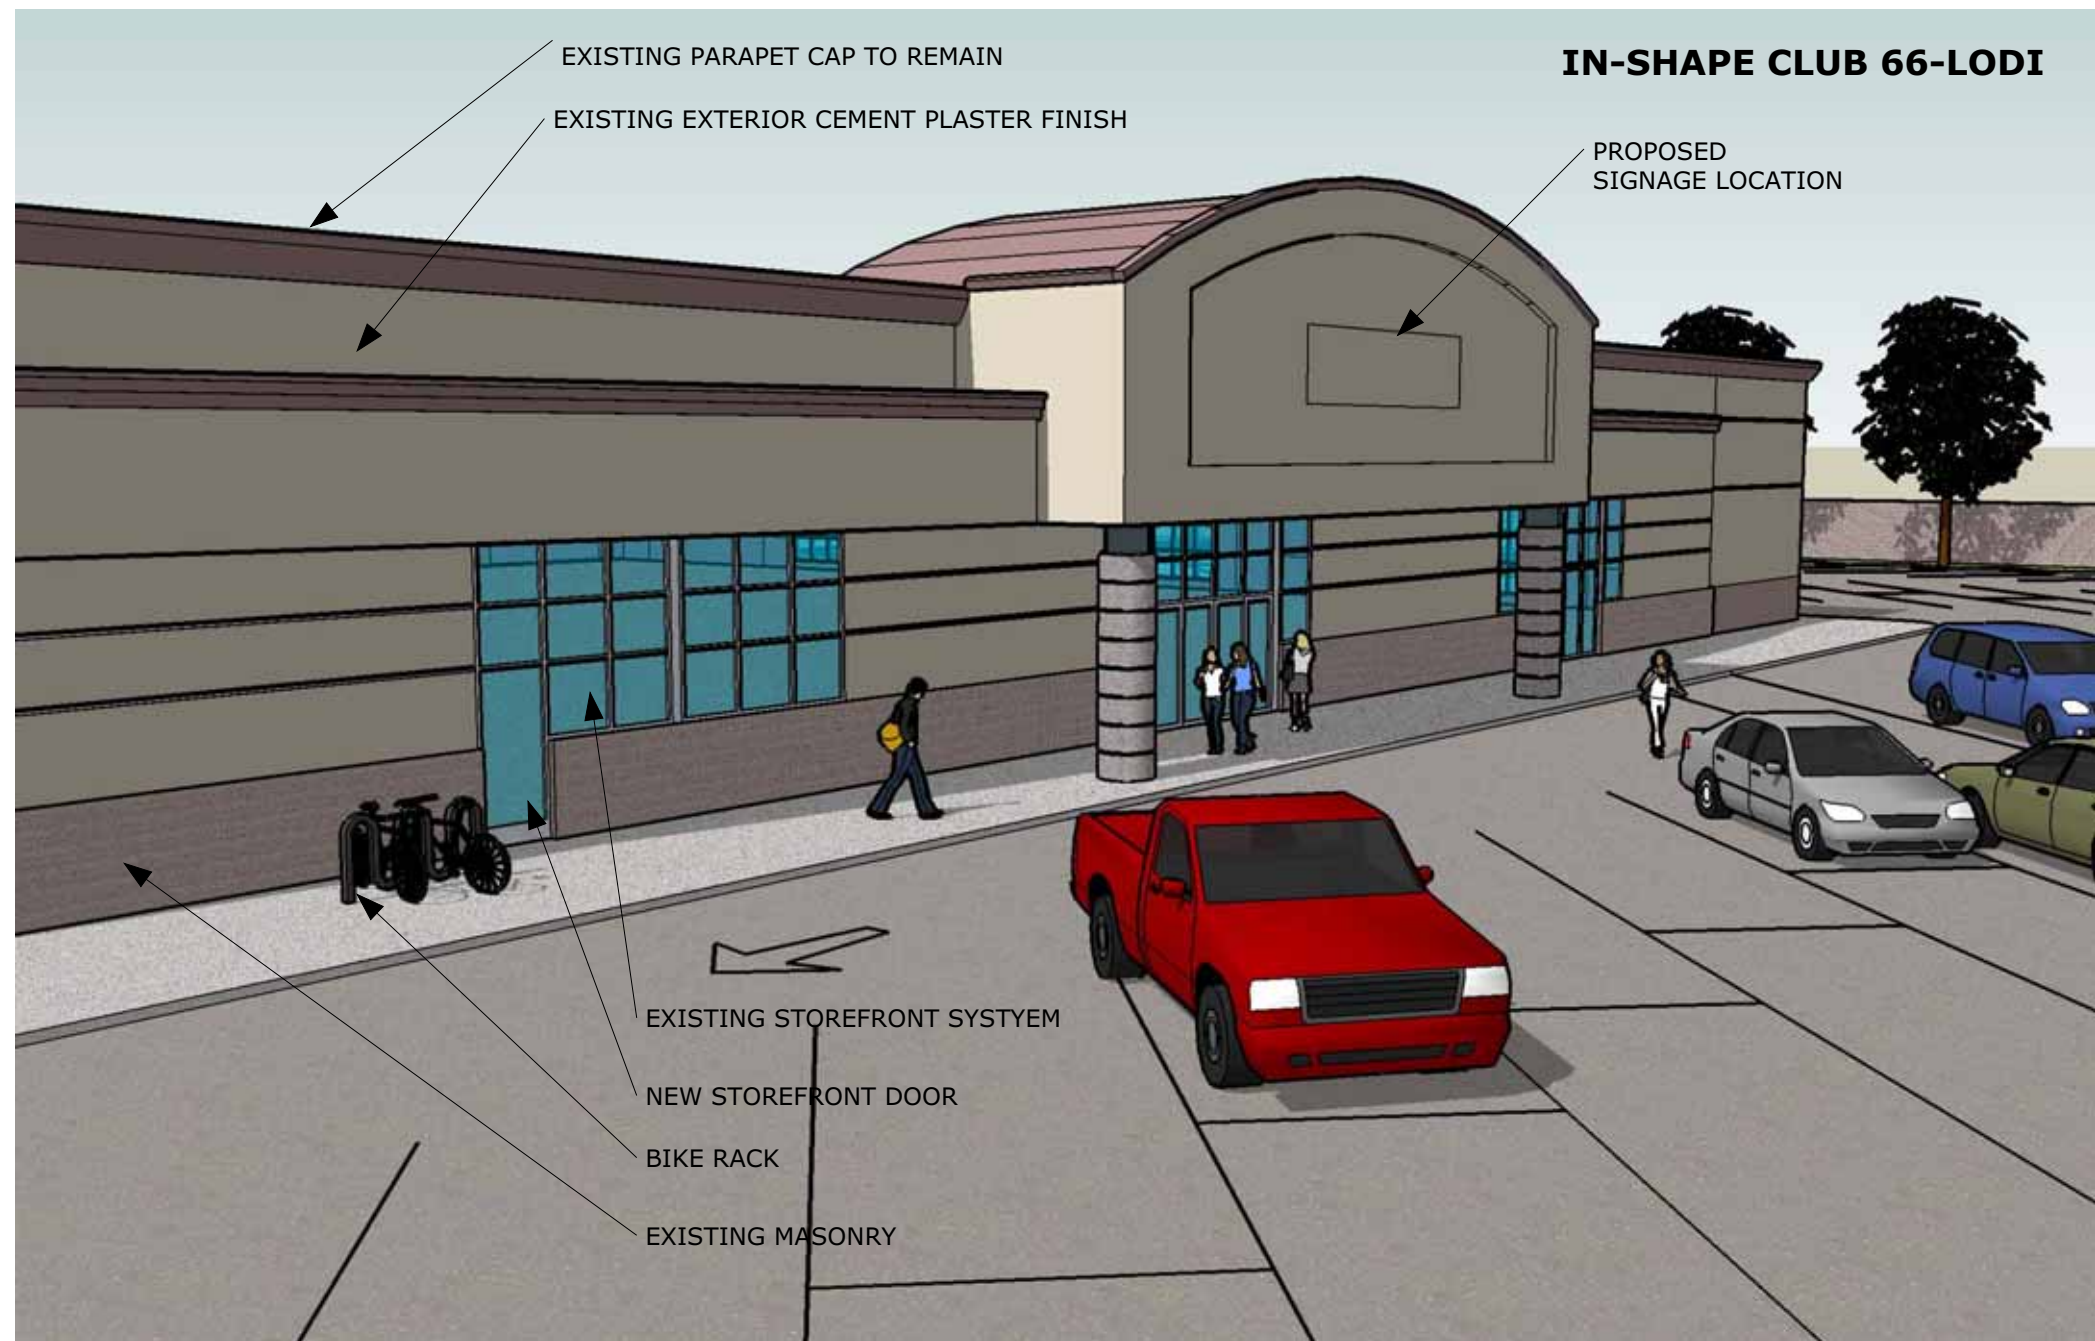 EXISTING PARAPET CAP TO REMAIN
IN-SHAPE CLUB 66-LODI
EXISTING EXTERIOR CEMENT PLASTER FINISH
PROPOSED
SIGNAGE LOCATION
EXISTING STOREFRONT SYSTYEM
NEW STOREFRONT DOOR
BIKE RACK
EXISTING MASONRY